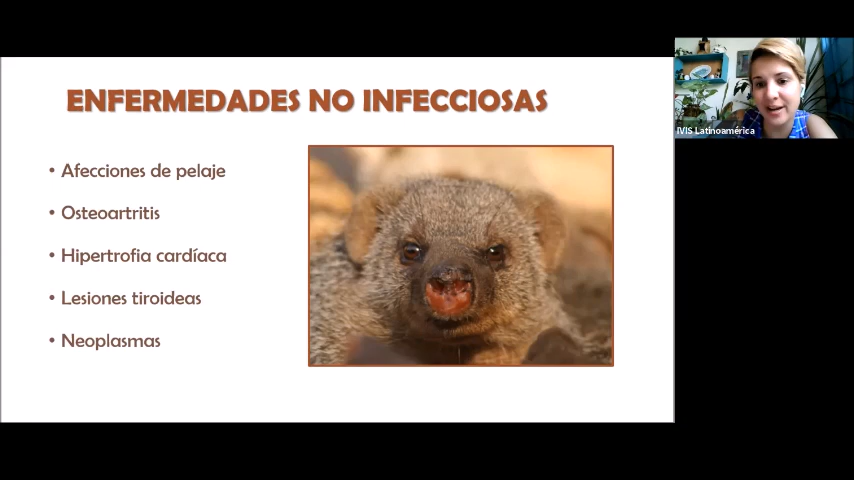 ENFERMEDADES NO INFECCIOSAS
• Afecciones de pelaje
• Osteoartritis
• Hipertrofia cardíaca
• Lesiones tiroideas
• Neoplasmas
IVIS Latinoamérica